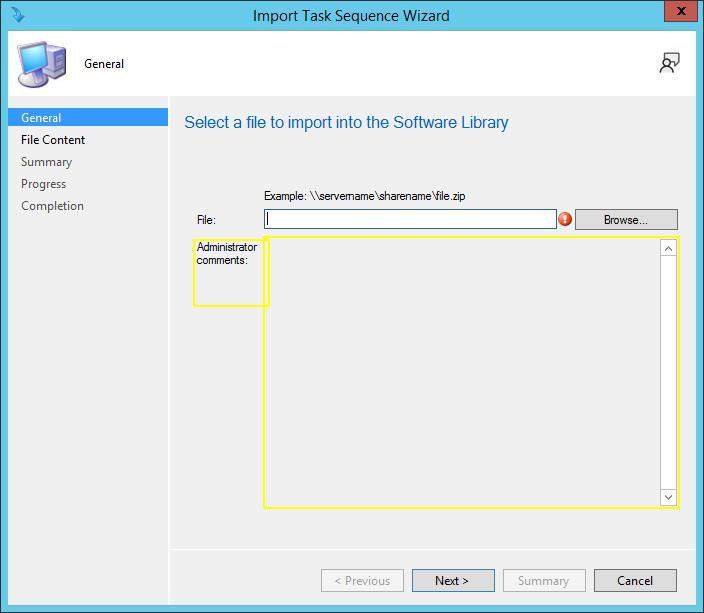 Import Task Sequence Wizard
x
General
General
File Content
Summary
Progress
Completion
Select a file to import into the Software Library
Example: \\servername\sharename\file.zip
File:
Browse...
Administrator
comments:
< Previous
Next >
Summary
Cancel